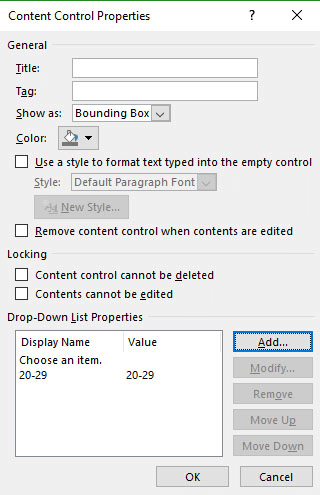 Content Control Properties ? ×
General
Title:
Tag:
Show as: Bounding Box
Color:
Use a style to format text typed into the empty control
Style: Default Paragraph Font
New Style...
Remove content control when contents are edited
Locking
Content control cannot be deleted
Contents cannot be edited
Drop-Down List Properties
Display Name Value
Choose an item.
20-29 20-29
Add...
Modify...
Remove
Move Up
Move Down
OK Cancel